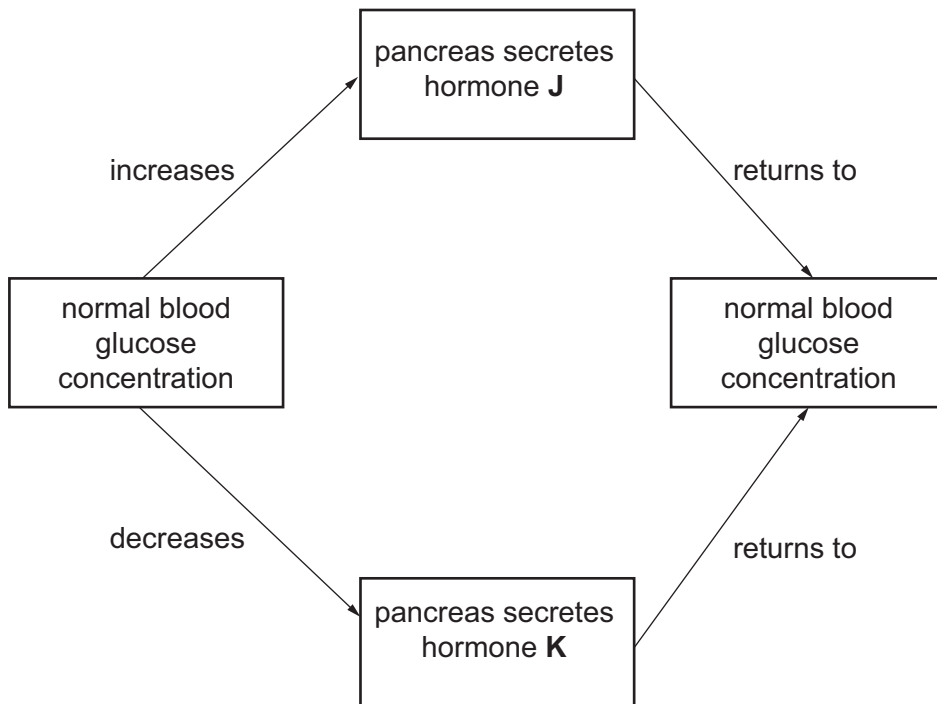 pancreas secretes
hormone J
increases
returns to
normal blood
glucose
concentration
normal blood
glucose
concentration
decreases
returns to
pancreas secretes
hormone K